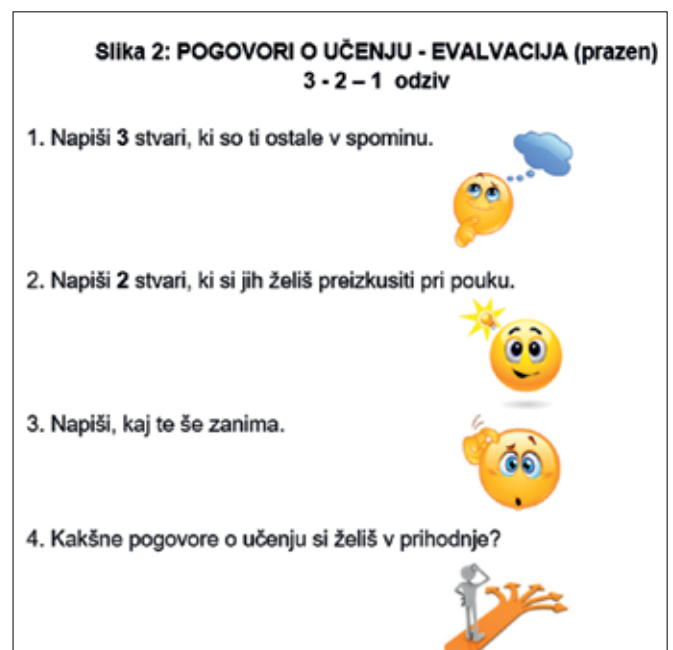 Slika 2: POGOVORI O UČENJU - EVALVACIJA (prazen)
3 - 2 – 1 odziv
1. Napiši 3 stvari, ki so ti ostale v spominu.
2. Napiši 2 stvari, ki si jih želiš preizkusiti pri pouku.
3. Napiši, kaj te še zanima.
4. Kakšne pogovore o učenju si želiš v prihodnje?